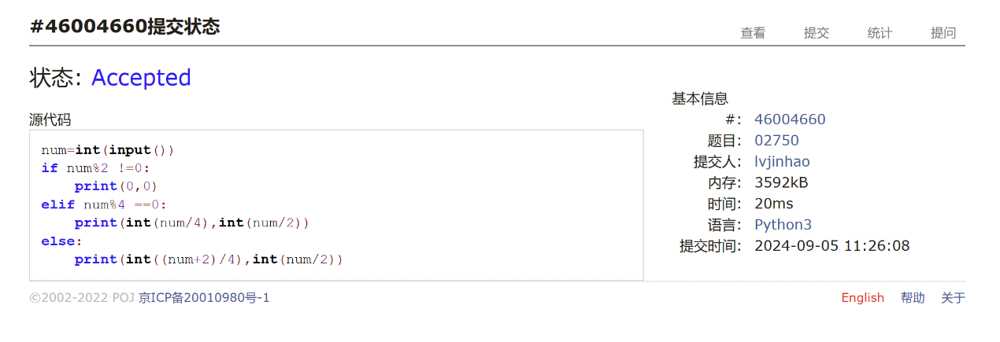 #46004660提交状态
查看 提交 统计 提问
状态: Accepted
源代码
num=int(input())
if num%2 !=0:
    print(0,0)
elif num%4 ==0:
    print(int(num/4),int(num/2))
else:
    print(int((num+2)/4),int(num/2))
基本信息
#: 46004660
题目: 02750
提交人: lvjinhao
内存: 3592kB
时间: 20ms
语言: Python3
提交时间: 2024-09-05 11:26:08
©2002-2022 POJ 京ICP备20010980号-1
English 帮助 关于